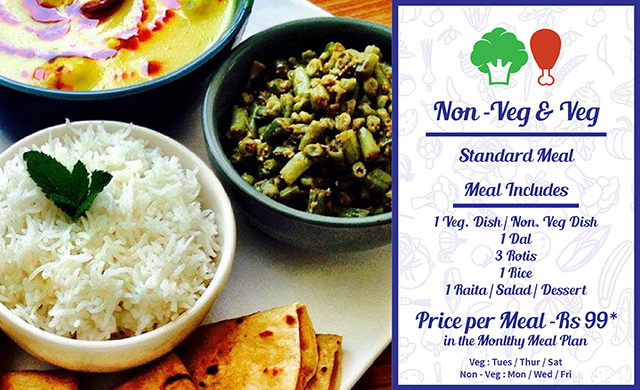 Non -Veg & Veg
Standard Meal
Meal Includes
1 Veg. Dish / Non. Veg Dish
1 Dal
3 Rotis
1 Rice
1 Raita / Salad / Dessert
Price per Meal -Rs 99*
in the Monlthy Meal Plan
Veg : Tues / Thur / Sat
Non - Veg : Mon / Wed / Fri